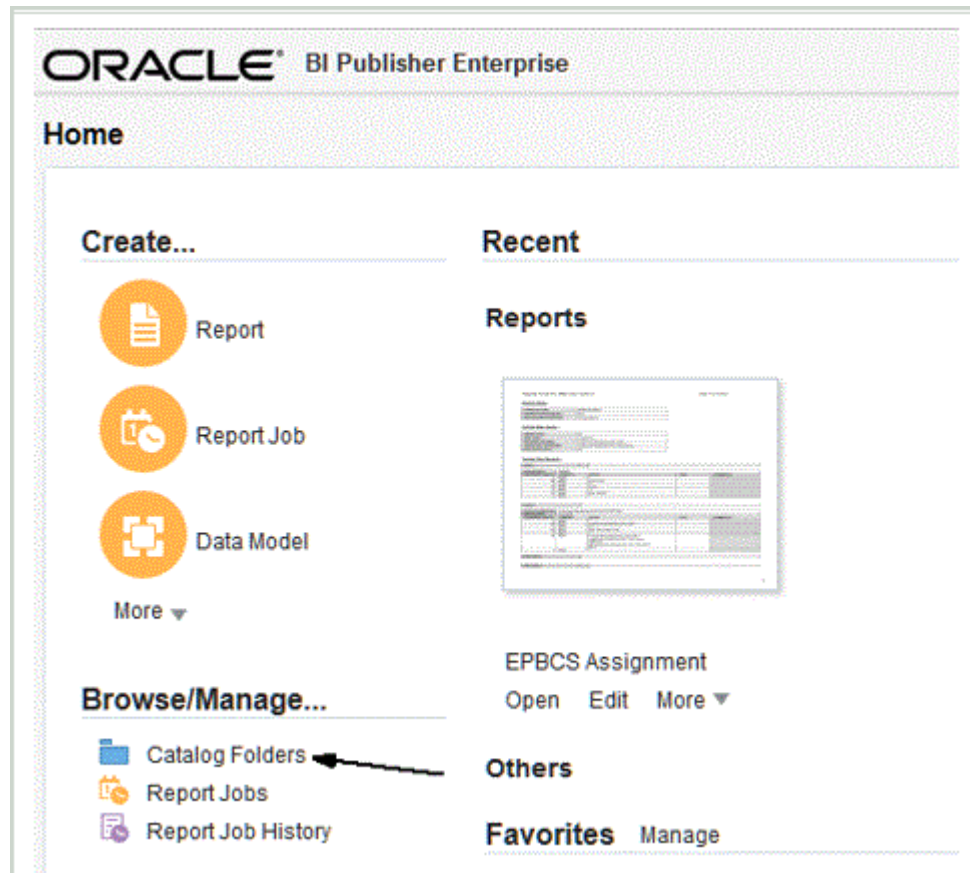 ORACLE® BI Publisher Enterprise
Home
Create...
Report
Report Job
Data Model
More
Browse/Manage...
Catalog Folders
Report Jobs
Report Job History
Recent
Reports
EPBCS Assignment
Open Edit More
Others
Favorites Manage